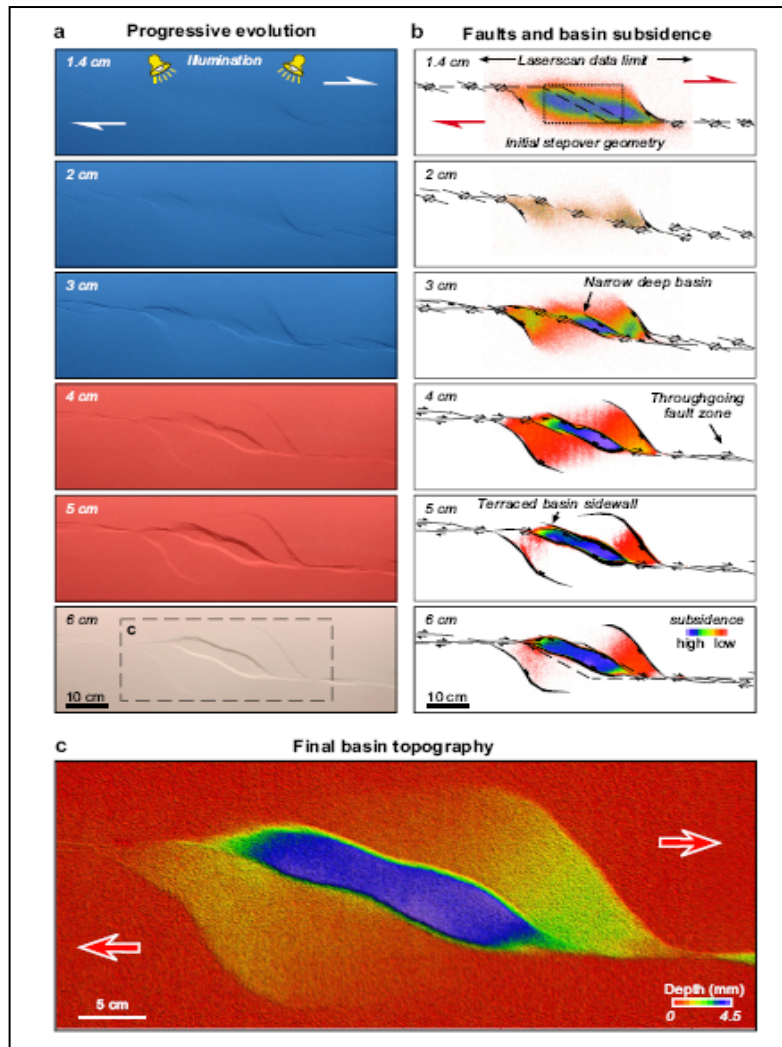 a
Progressive evolution
1.4 cm
Illumination
2 cm
3 cm
4 cm
5 cm
6 cm
c
10 cm
b
Faults and basin subsidence
1.4 cm
Laserscan data limit
Initial stepover geometry
2 cm
3 cm
Narrow deep basin
4 cm
Throughgoing
fault zone
5 cm
Terraced basin sidewall
6 cm
subsidence
high low
10 cm
c
Final basin topography
5 cm
Depth (mm)
0 4.5